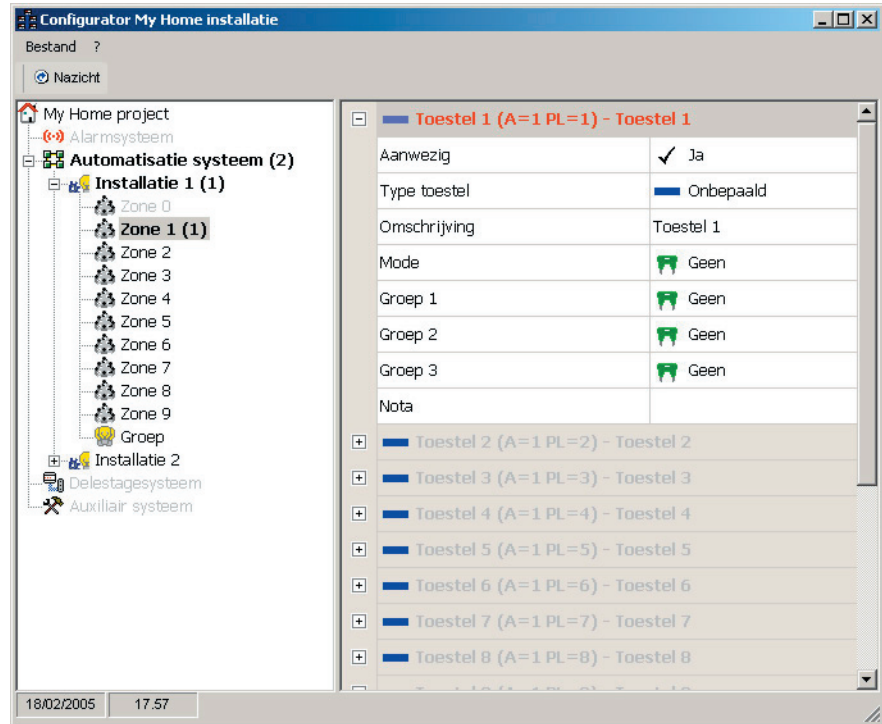 Configurator My Home installatie
Bestand ?
Nazicht
My Home project
Alarmsysteem
Automatisatie systeem (2)
Installatie 1 (1)
Zone 0
Zone 1 (1)
Zone 2
Zone 3
Zone 4
Zone 5
Zone 6
Zone 7
Zone 8
Zone 9
Groep
Installatie 2
Delestagesysteem
Auxiliair systeem
Toestel 1 (A=1 PL=1) - Toestel 1
Aanwezig Ja
Type toestel Onbepaald
Omschrijving Toestel 1
Mode Geen
Groep 1 Geen
Groep 2 Geen
Groep 3 Geen
Nota
Toestel 2 (A=1 PL=2) - Toestel 2
Toestel 3 (A=1 PL=3) - Toestel 3
Toestel 4 (A=1 PL=4) - Toestel 4
Toestel 5 (A=1 PL=5) - Toestel 5
Toestel 6 (A=1 PL=6) - Toestel 6
Toestel 7 (A=1 PL=7) - Toestel 7
Toestel 8 (A=1 PL=8) - Toestel 8
18/02/2005 17.57